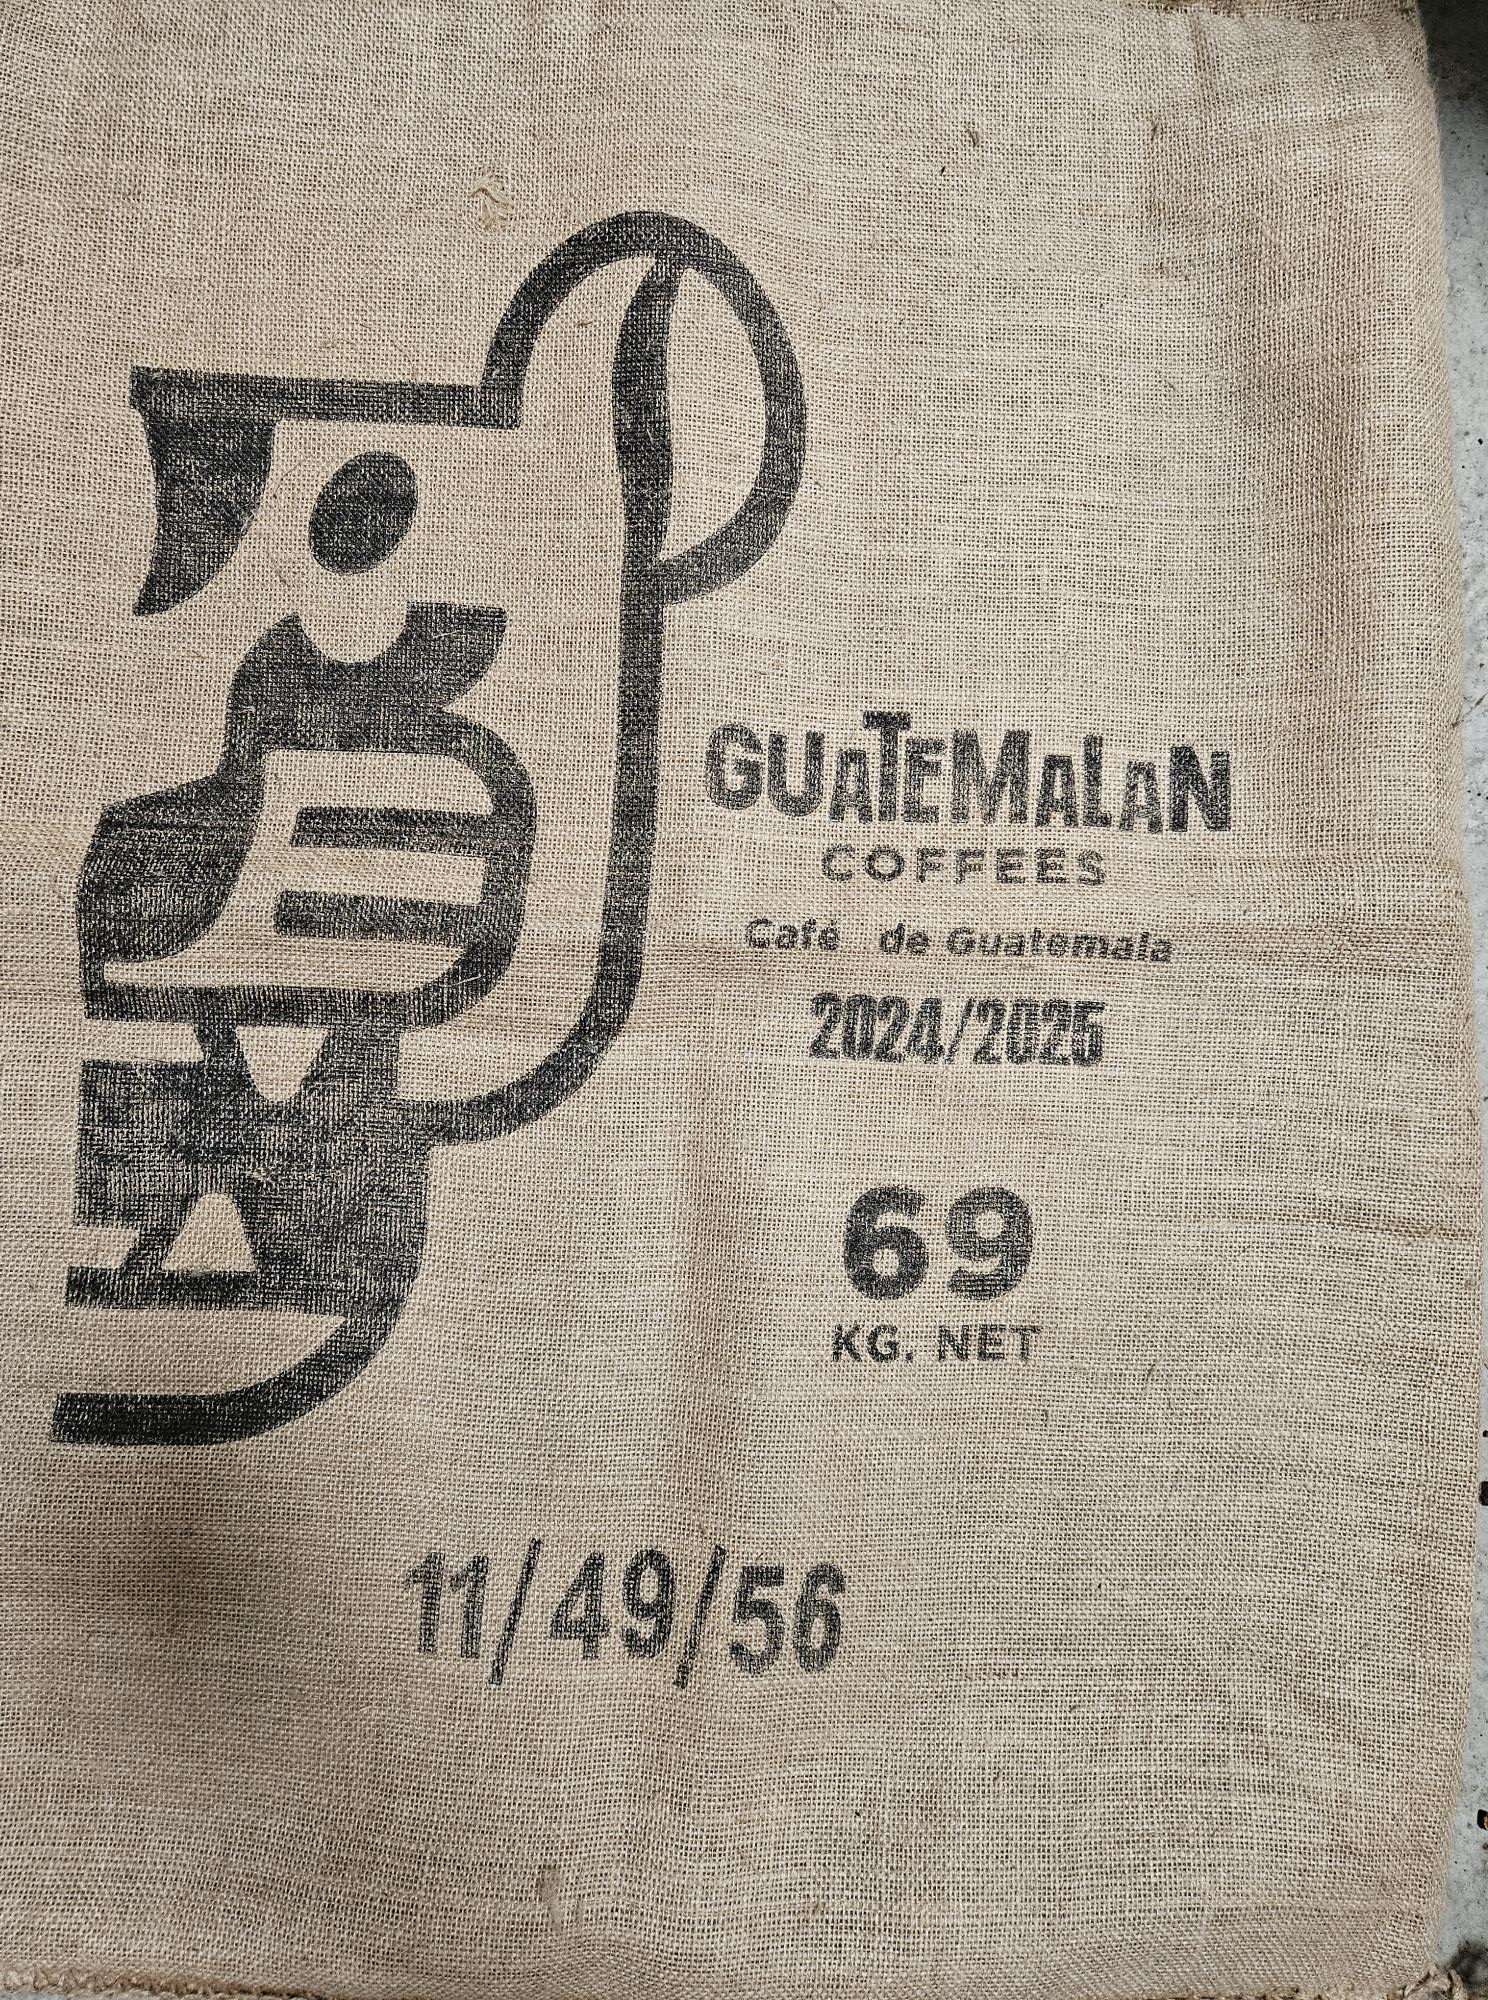 GUATEMALAN
COFFEES
Café de Guatemala
2024/2025
69
KG. NET
11/49/56